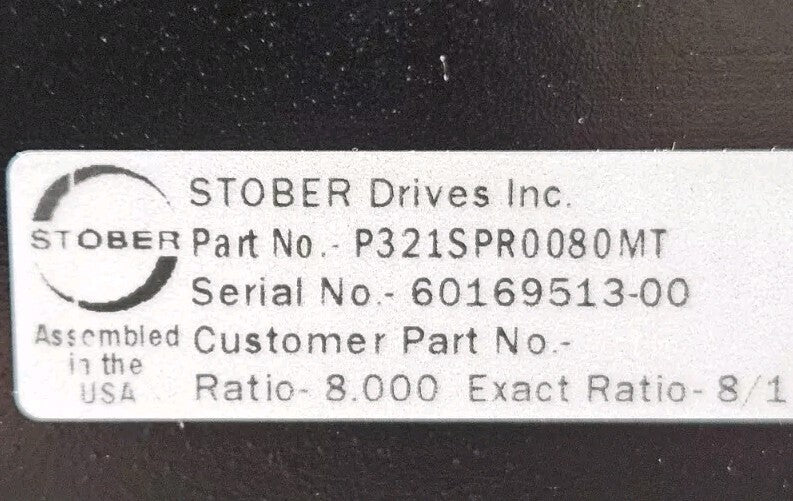 STOBER Drives Inc.
STOBER
Part No.- P321SPR0080MT
Serial No.- 60169513-00
Assembled
in the
USA
Customer Part No.-
Ratio- 8.000 Exact Ratio- 8/1